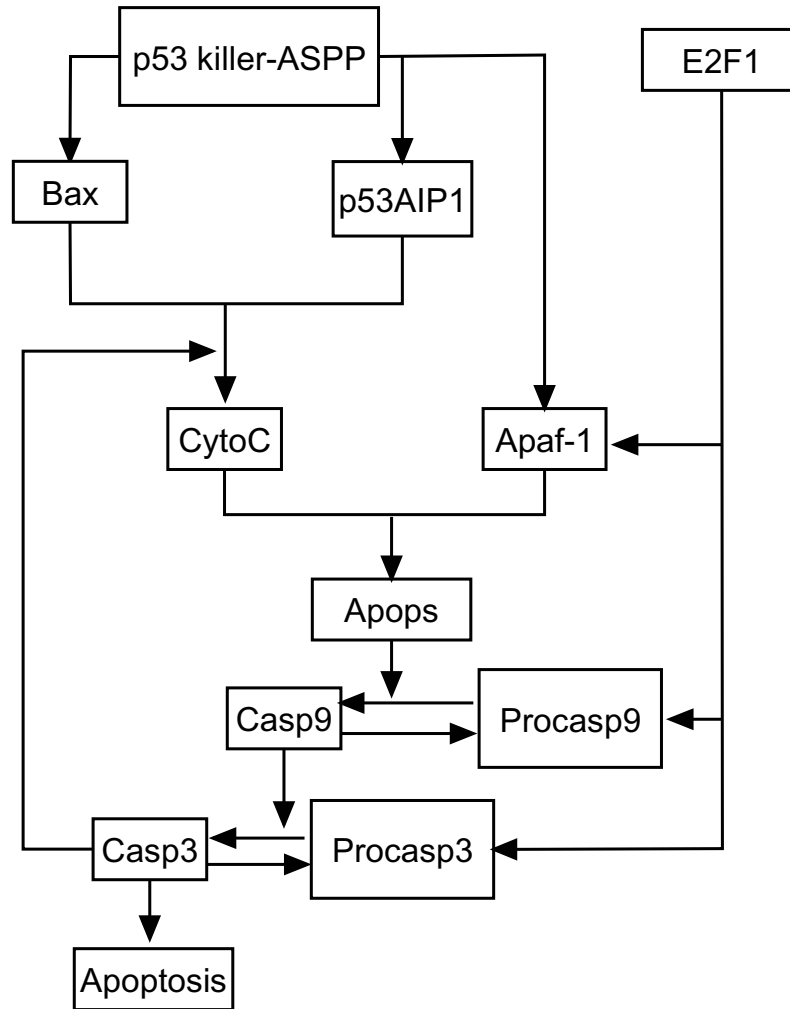 p53 killer-ASPP
E2F1
Bax
p53AIP1
CytoC
Apaf-1
Apops
Casp9
Procasp9
Casp3
Procasp3
Apoptosis